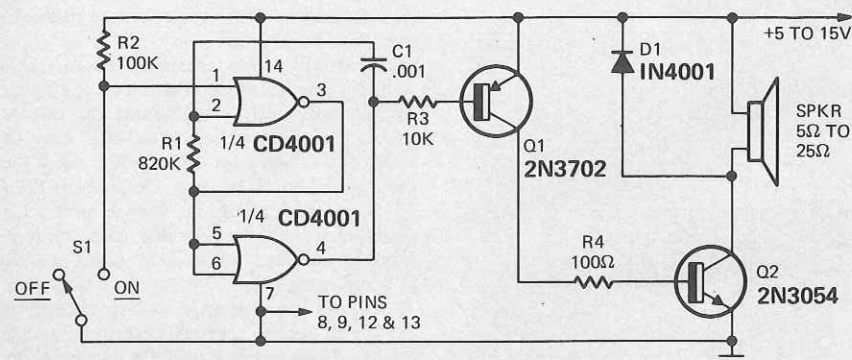 R2
100K
14
1
2
3
1/4 CD4001
R1
820K
1/4 CD4001
5
6
4
7
S1
OFF
ON
TO PINS
8, 9, 12 & 13
C1
.001
R3
10K
Q1
2N3702
R4
100Ω
D1
IN4001
+5 TO 15V
SPKR
5Ω TO
25Ω
Q2
2N3054